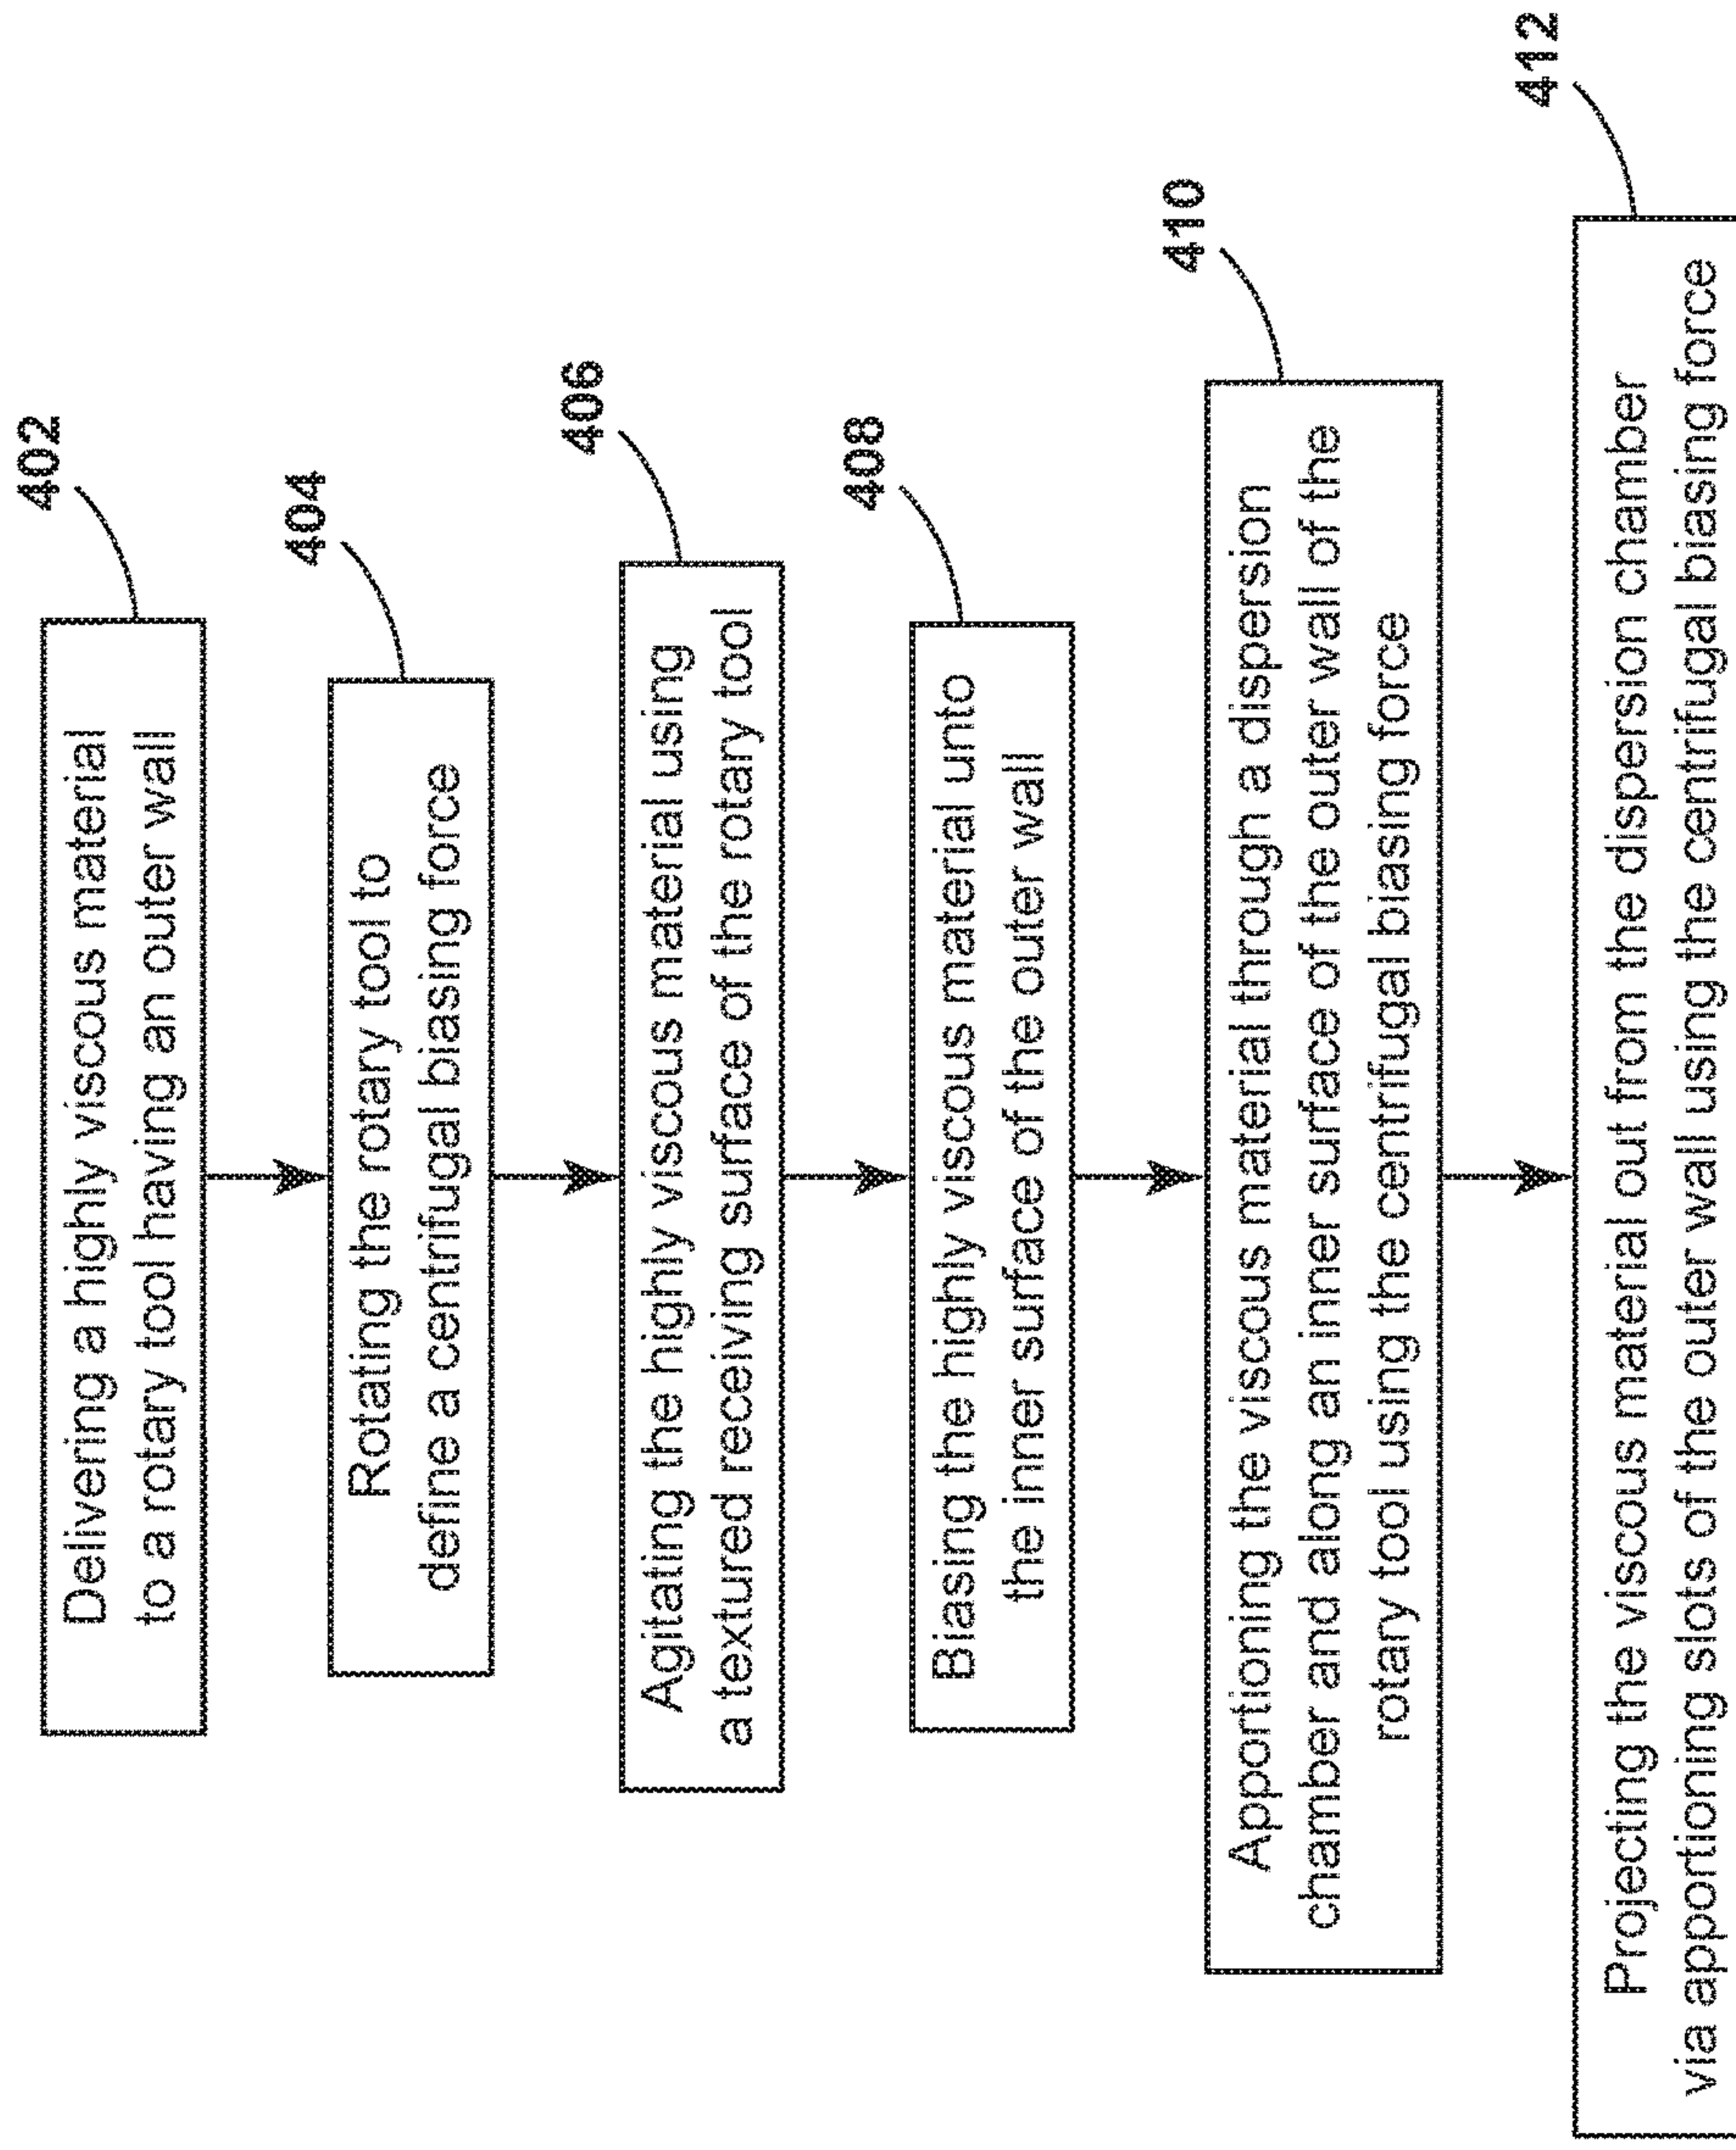 402
Delivering a highly viscous material
to a rotary tool having an outer wall
404
Rotating the rotary tool to
define a centrifugal biasing force
406
Agitating the highly viscous material using
a textured receiving surface of the rotary tool
408
Biasing the highly viscous material unto
the inner surface of the outer wall
410
Apportioning the viscous material through a dispersion
chamber and along an inner surface of the outer wall of the
rotary tool using the centrifugal biasing force
412
Projecting the viscous material out from the dispersion chamber
via apportioning slots of the outer wall using the centrifugal biasing force